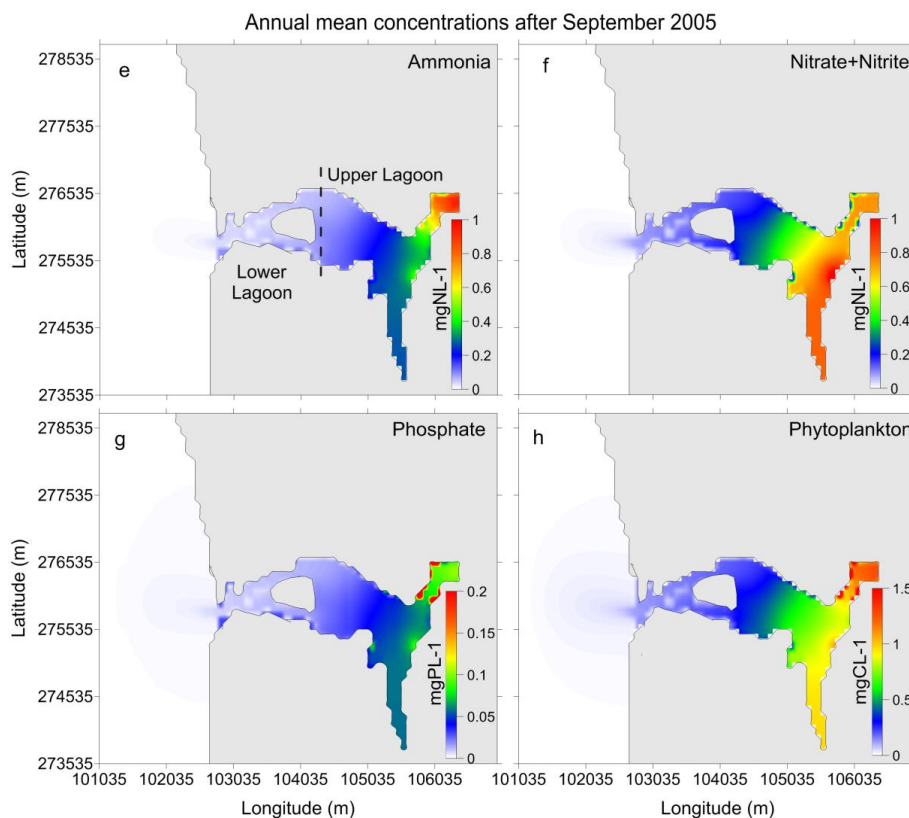 Annual mean concentrations after September 2005
e
Ammonia
f
Nitrate+Nitrite
278535
277535
276535
275535
274535
273535
Latitude (m)
Upper Lagoon
Lower
Lagoon
mgNL-1
1
0.8
0.6
0.4
0.2
0
mgNL-1
1
0.8
0.6
0.4
0.2
0
g
Phosphate
h
Phytoplankton
278535
277535
276535
275535
274535
273535
Latitude (m)
mgPL-1
0.2
0.15
0.1
0.05
0
mgCL-1
1.5
1
0.5
0
101035 102035 103035 104035 105035 106035
101035 102035 103035 104035 105035 106035
Longitude (m)
Longitude (m)